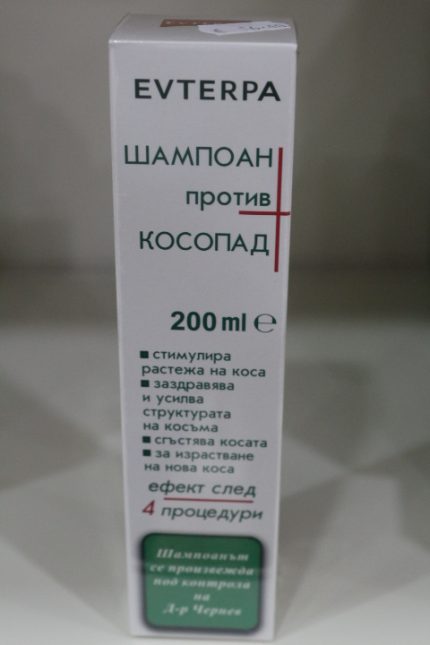 EVTERPA
ШАМПОАН
против
КОСОПАД
200 ml e
■ стимулира
растежа на коса
■ заздравява
и усилва
структурата
на косъма
■ сгъстява косата
■ за израстване
на нова коса
ефект след
4 процедури
Шампоанът
се произвежда
под контрола
на
Д-р Чернев